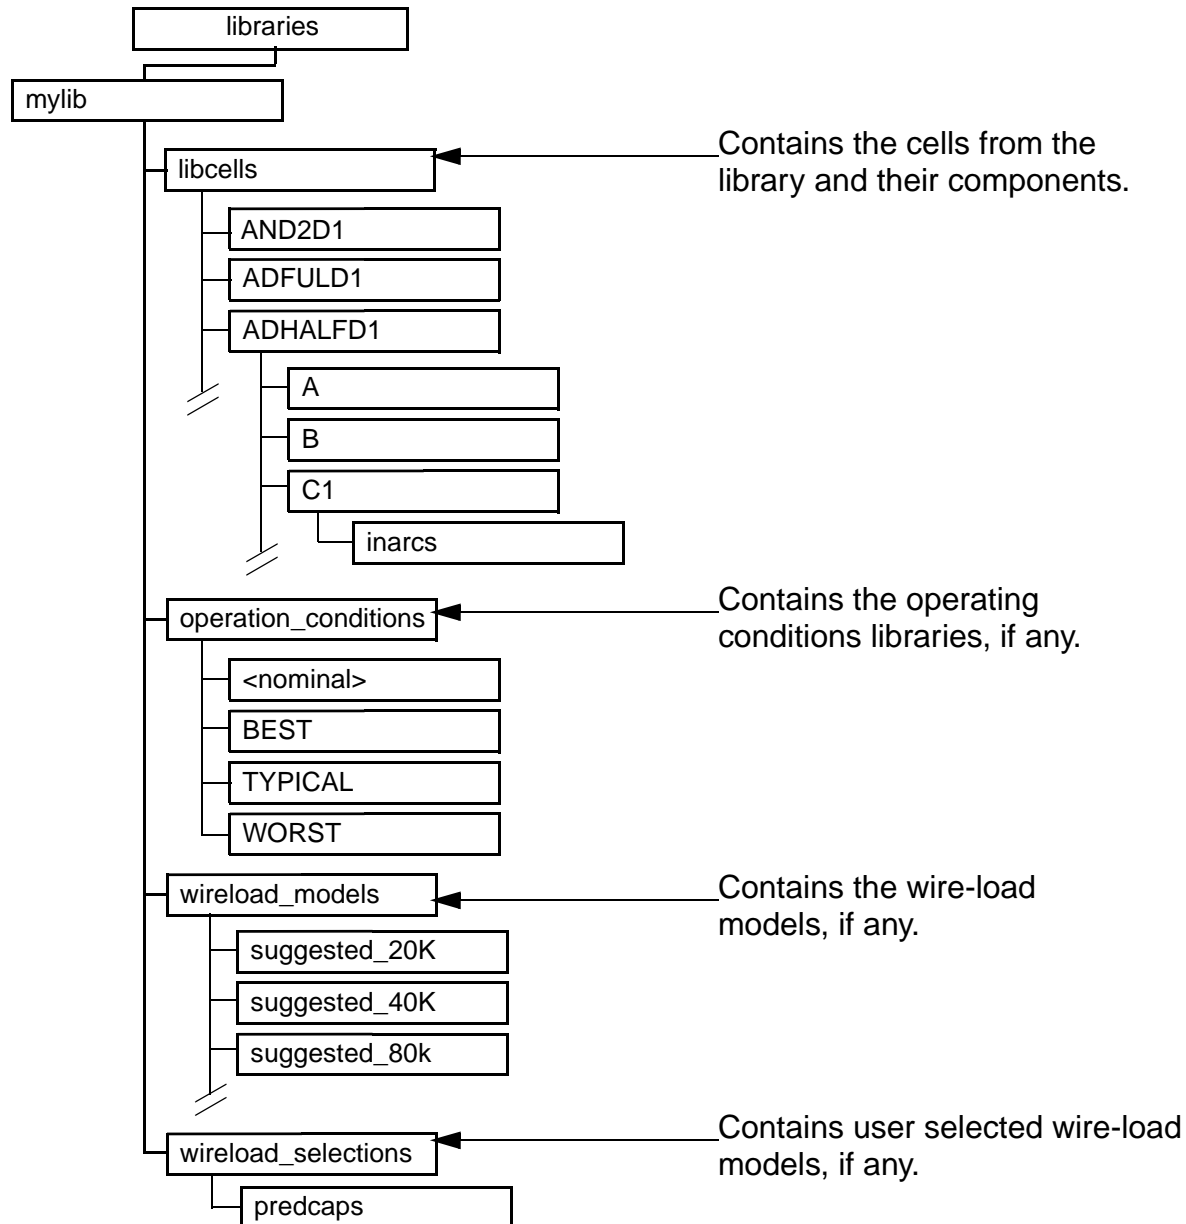 libraries
mylib
libcells
Contains the cells from the
library and their components.
AND2D1
ADFULD1
ADHALFD1
A
B
C1
inarcs
operation_conditions
Contains the operating
conditions libraries, if any.
<nominal>
BEST
TYPICAL
WORST
wireload_models
Contains the wire-load
models, if any.
suggested_20K
suggested_40K
suggested_80k
wireload_selections
Contains user selected wire-load
models, if any.
predcaps